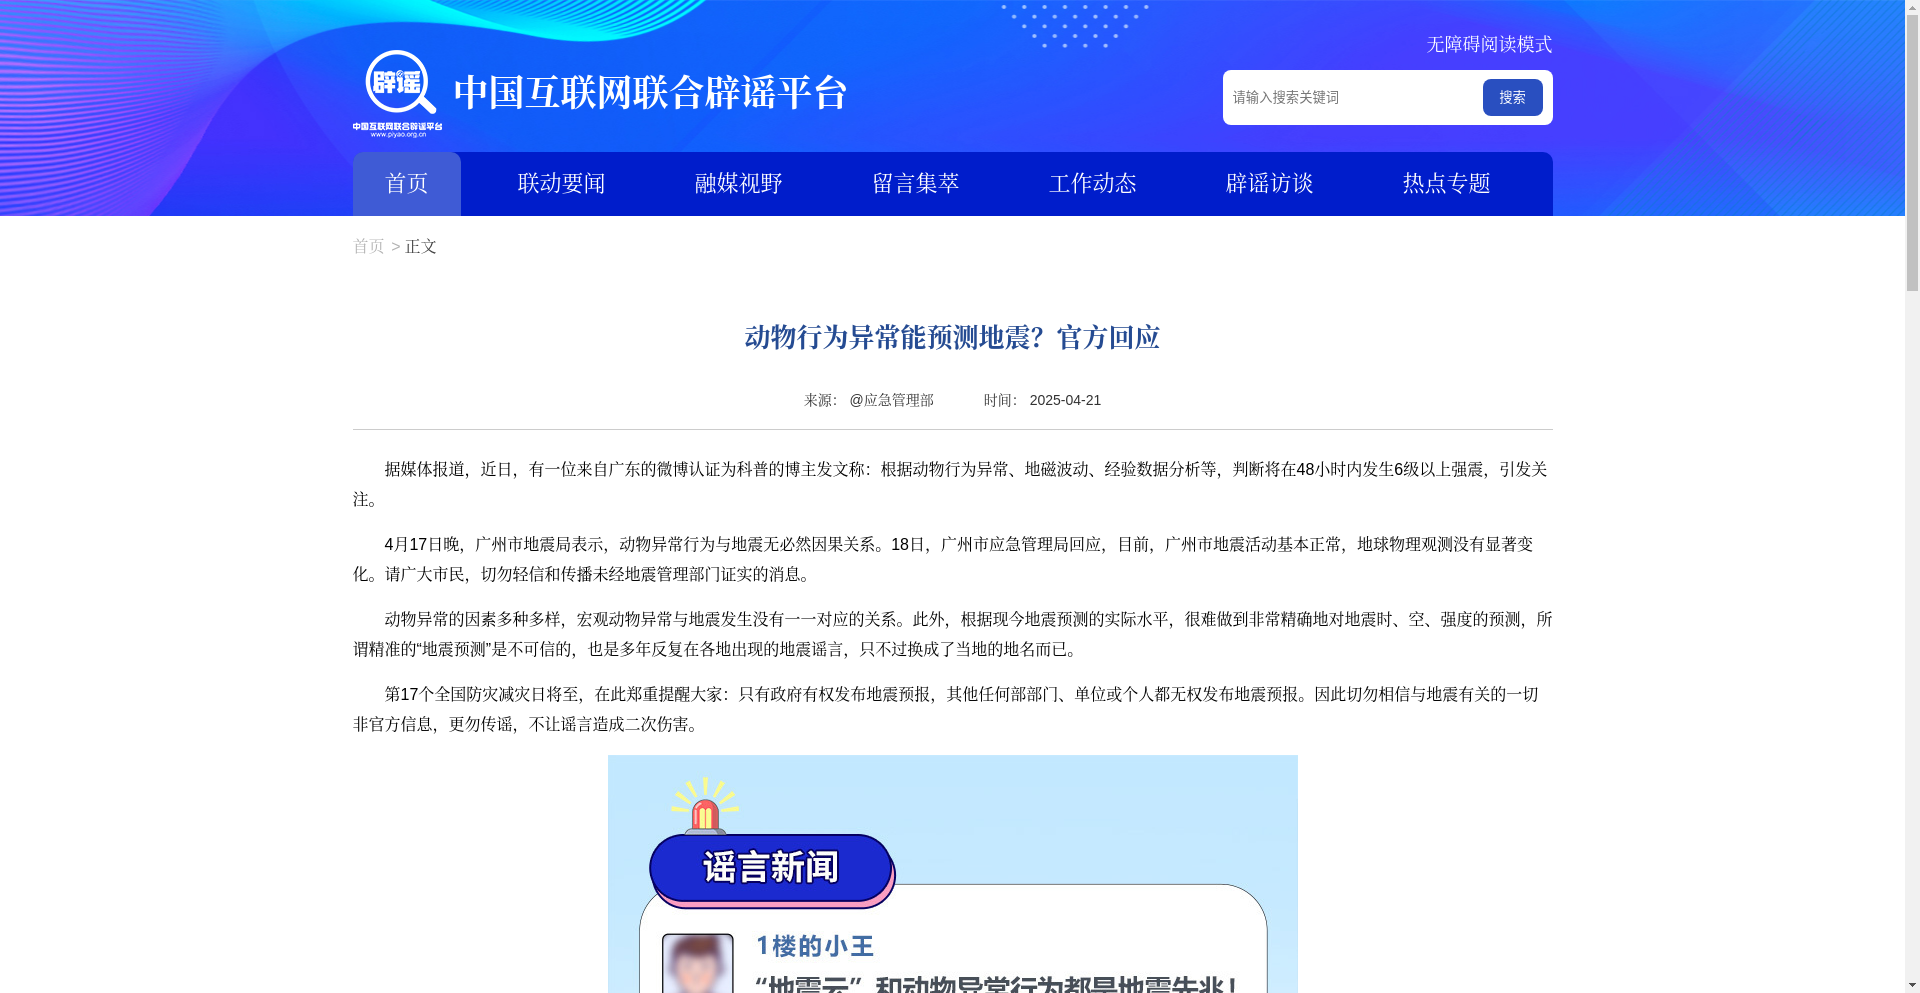 无障碍阅读模式
辟谣
中国互联网联合辟谣平台
www.piyao.org.cn
中国互联网联合辟谣平台
请输入搜索关键词
搜索
首页
联动要闻
融媒视野
留言集萃
工作动态
辟谣访谈
热点专题
首页 > 正文
动物行为异常能预测地震？官方回应
来源： @应急管理部 时间： 2025-04-21
据媒体报道，近日，有一位来自广东的微博认证为科普的博主发文称：根据动物行为异常、地磁波动、经验数据分析等，判断将在48小时内发生6级以上强震，引发关
注。
4月17日晚，广州市地震局表示，动物异常行为与地震无必然因果关系。18日，广州市应急管理局回应，目前，广州市地震活动基本正常，地球物理观测没有显著变
化。请广大市民，切勿轻信和传播未经地震管理部门证实的消息。
动物异常的因素多种多样，宏观动物异常与地震发生没有一一对应的关系。此外，根据现今地震预测的实际水平，很难做到非常精确地对地震时、空、强度的预测，所
谓精准的“地震预测”是不可信的，也是多年反复在各地出现的地震谣言，只不过换成了当地的地名而已。
第17个全国防灾减灾日将至，在此郑重提醒大家：只有政府有权发布地震预报，其他任何部部门、单位或个人都无权发布地震预报。因此切勿相信与地震有关的一切
非官方信息，更勿传谣，不让谣言造成二次伤害。
谣言新闻
1楼的小王
“地震云”和动物异常行为都是地震先兆！